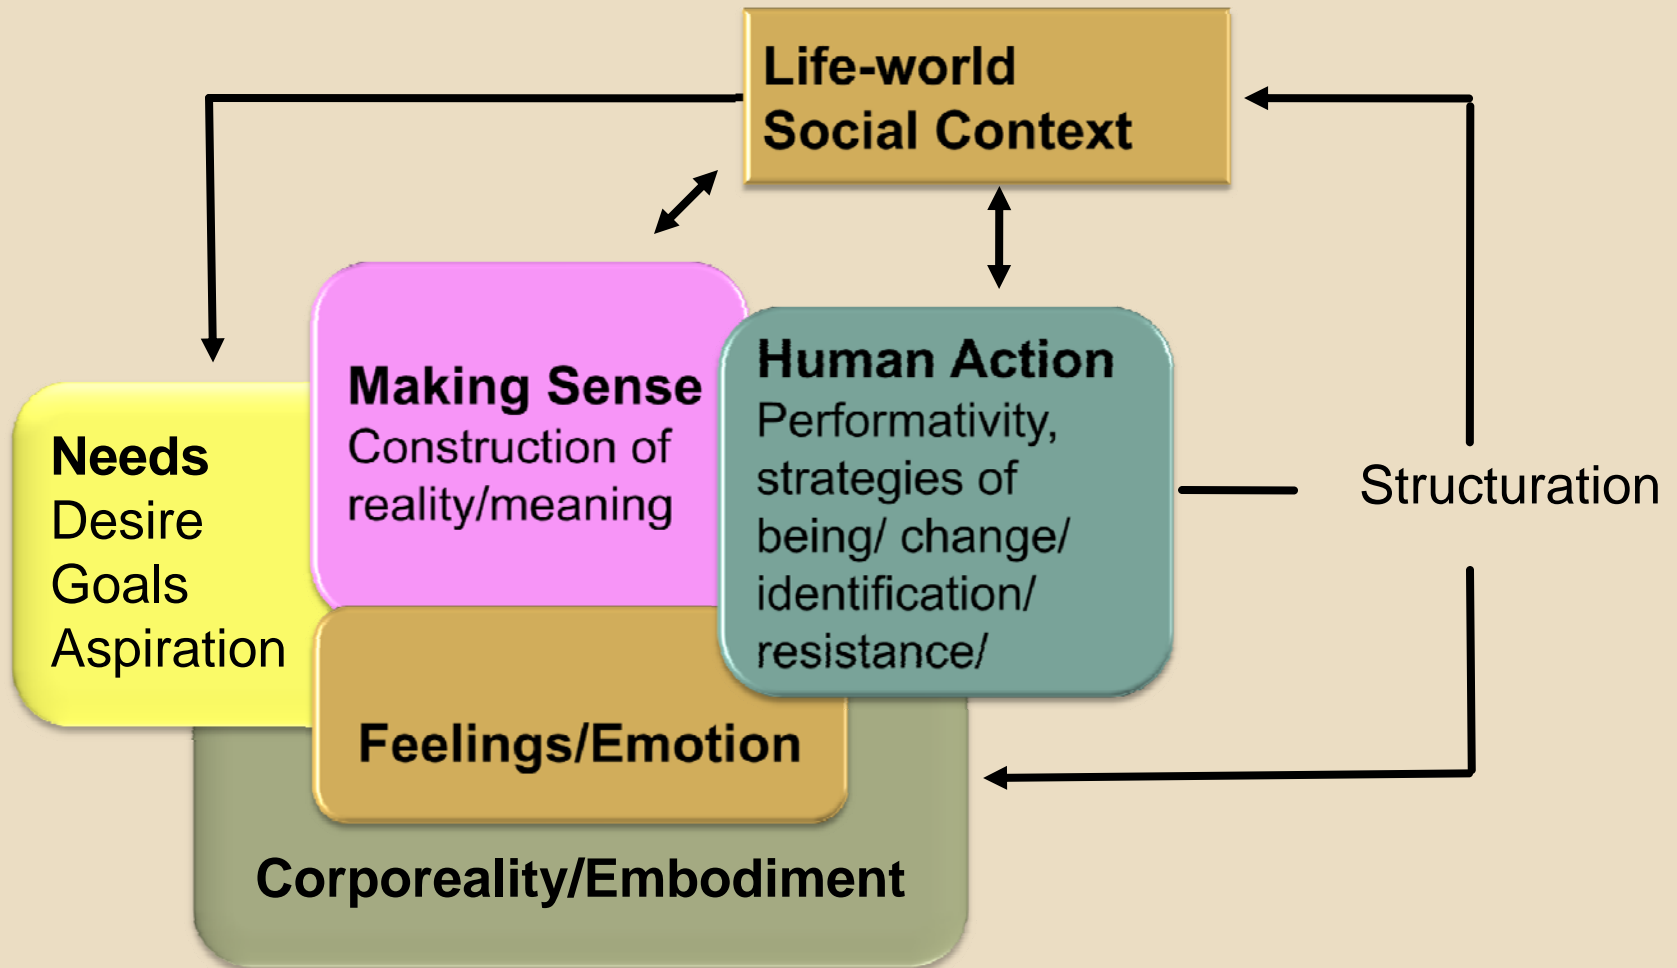 Life-world
Social Context
Making Sense
Construction of
reality/meaning
Human Action
Performativity,
strategies of
being/ change/
identification/
resistance/
Needs
Desire
Goals
Aspiration
Structuration
Feelings/Emotion
Corporeality/Embodiment